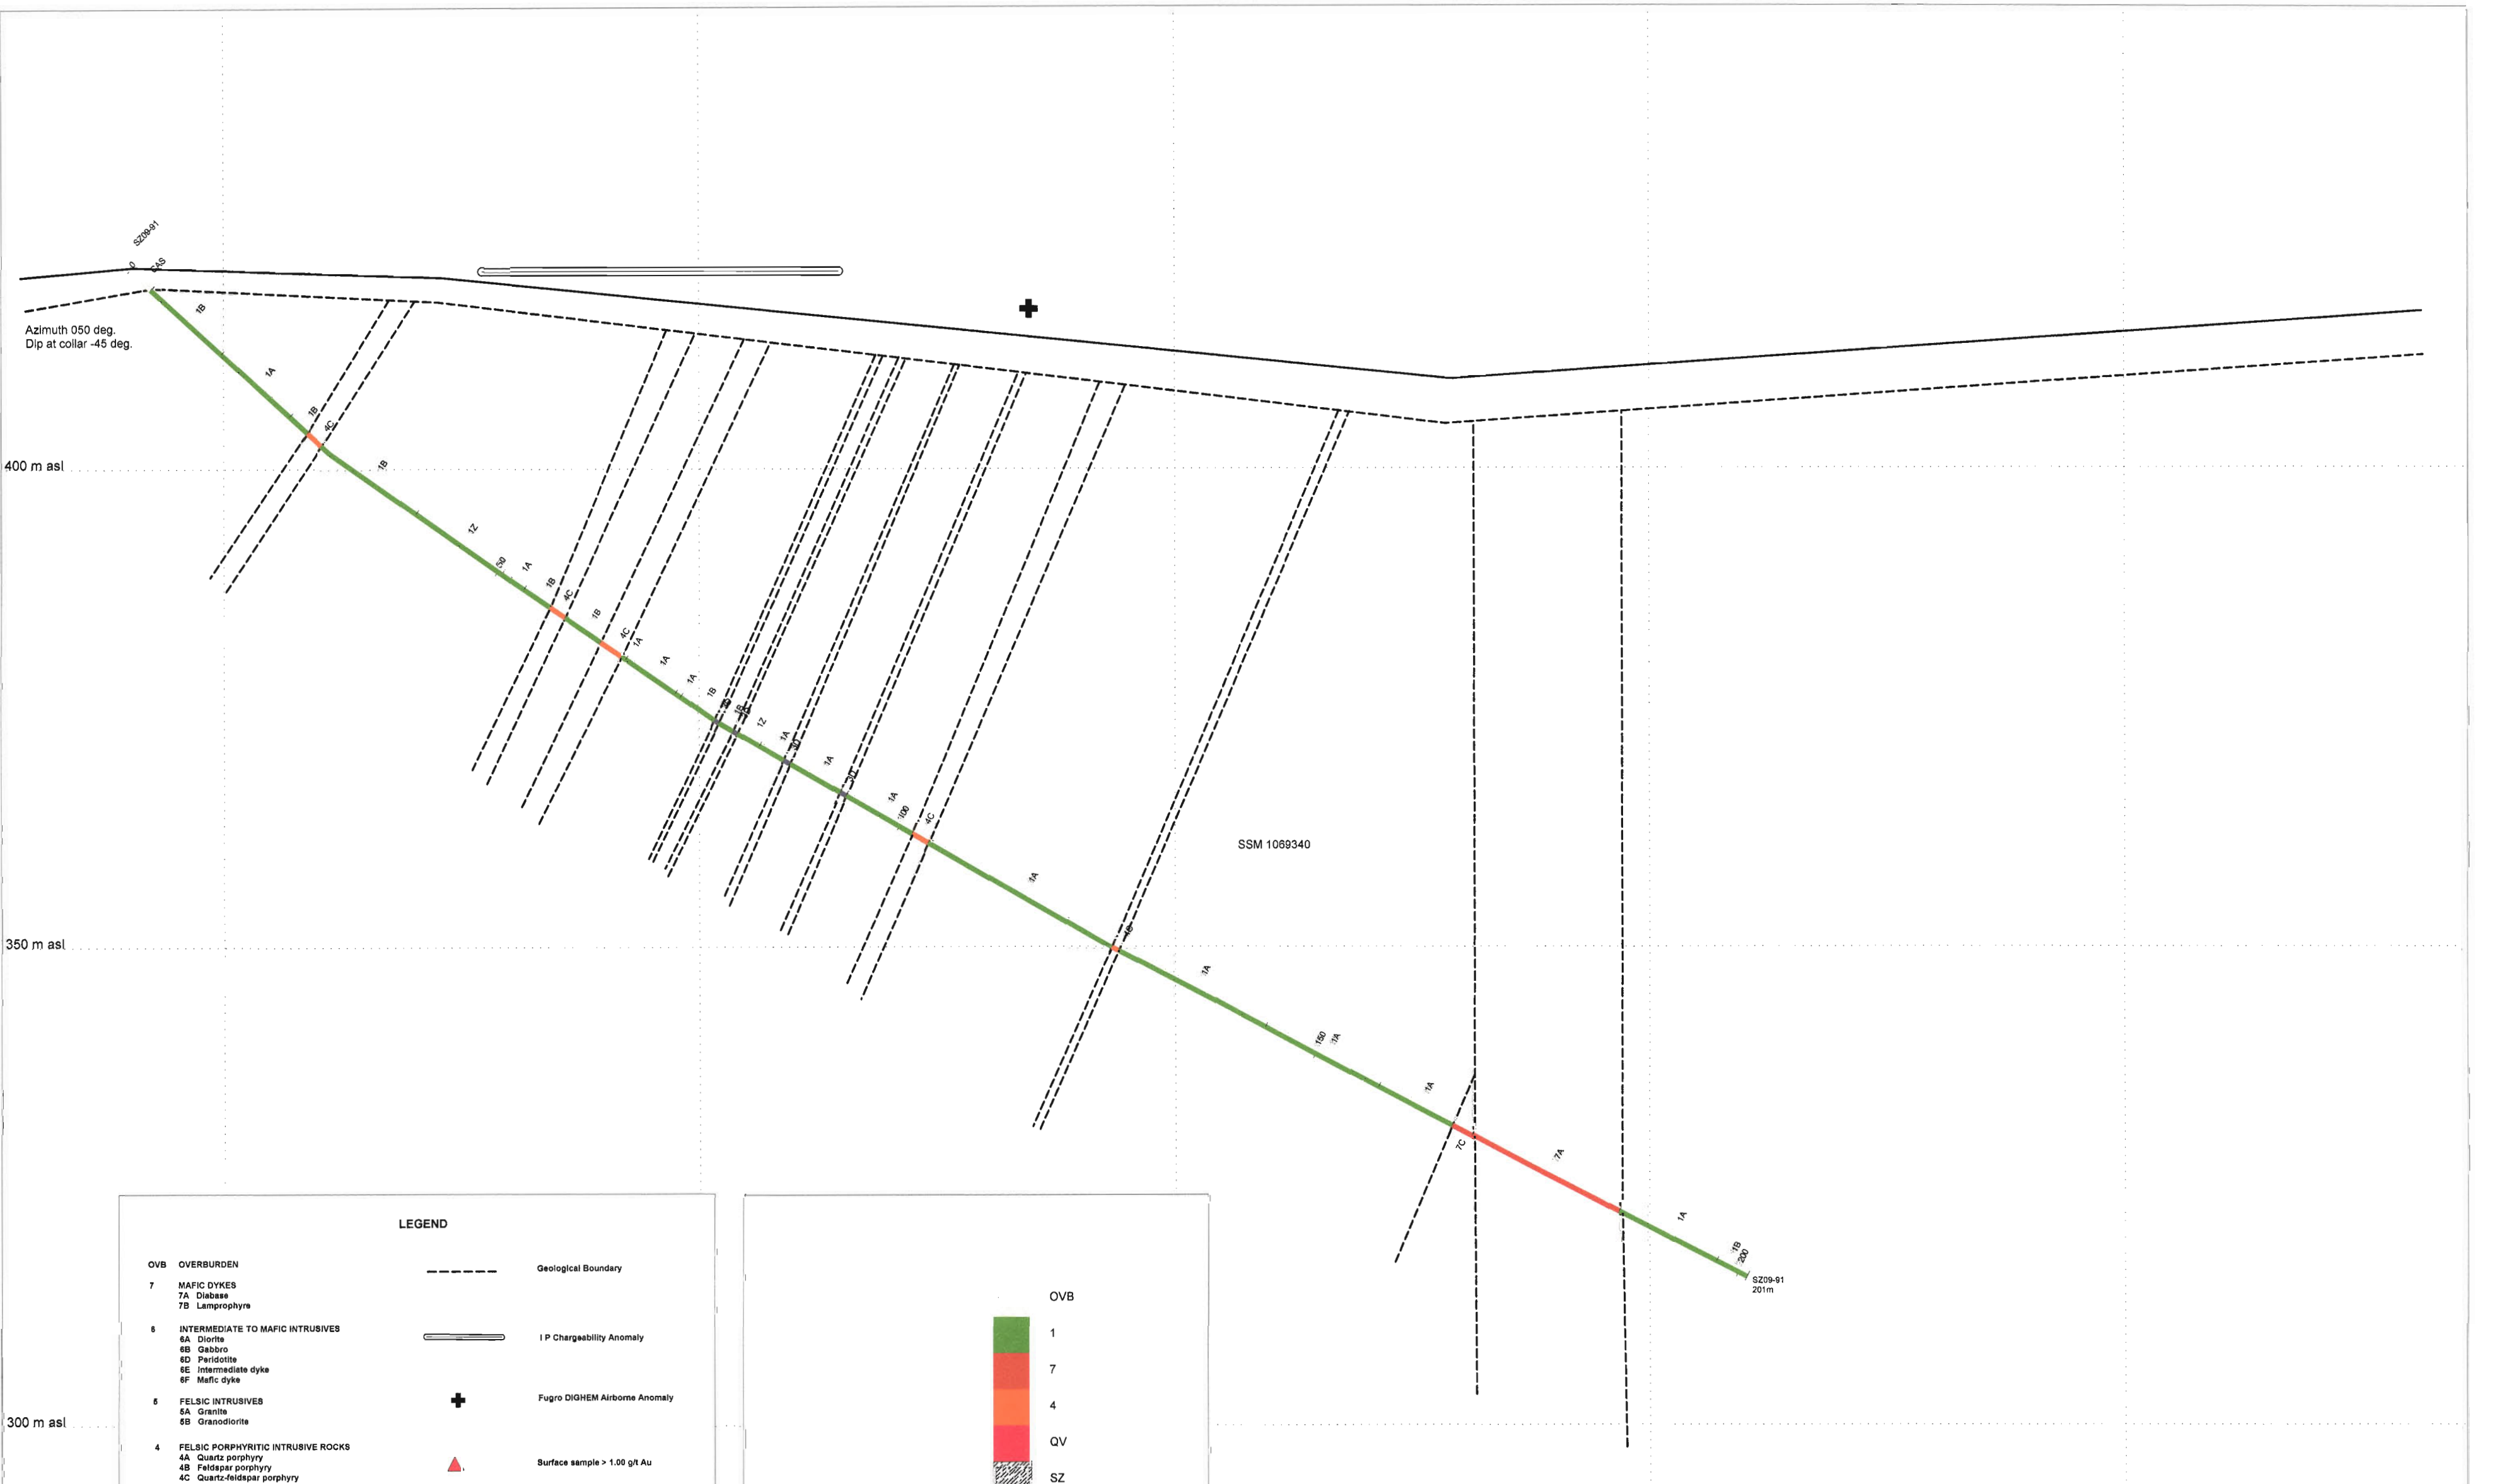 SZ09-91
0
CAS
1B
Azimuth 050 deg.
Dip at collar -45 deg.
1A
1B
4C
400 m asl
1B
1Z
50
1A
1B
4C
1B
4C
1A
1A
1A
1B
1B
1Z
1A
1A
1A
100
4C
SSM 1069340
1A
350 m asl
1A
150
1A
1A
7C
7A
1A
1B
200
SZ09-91
201m
300 m asl
LEGEND
OVB OVERBURDEN
7 MAFIC DYKES
7A Diabase
7B Lamprophyre
6 INTERMEDIATE TO MAFIC INTRUSIVES
6A Diorite
6B Gabbro
6D Peridotite
6E Intermediate dyke
6F Mafic dyke
5 FELSIC INTRUSIVES
5A Granite
5B Granodiorite
4 FELSIC PORPHYRITIC INTRUSIVE ROCKS
4A Quartz porphyry
4B Feldspar porphyry
4C Quartz-feldspar porphyry
Geological Boundary
I P Chargeability Anomaly
Fugro DIGHEM Airborne Anomaly
Surface sample > 1.00 g/t Au
OVB
1
7
4
QV
SZ